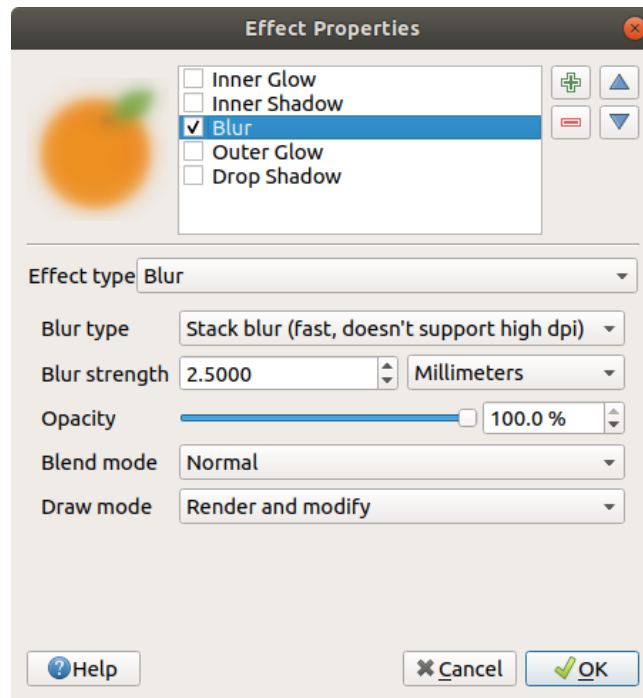 Effect Properties
Inner Glow
Inner Shadow
Blur
Outer Glow
Drop Shadow
Effect type Blur
Blur type Stack blur (fast, doesn't support high dpi)
Blur strength 2.5000 Millimeters
Opacity 100.0 %
Blend mode Normal
Draw mode Render and modify
Help Cancel OK